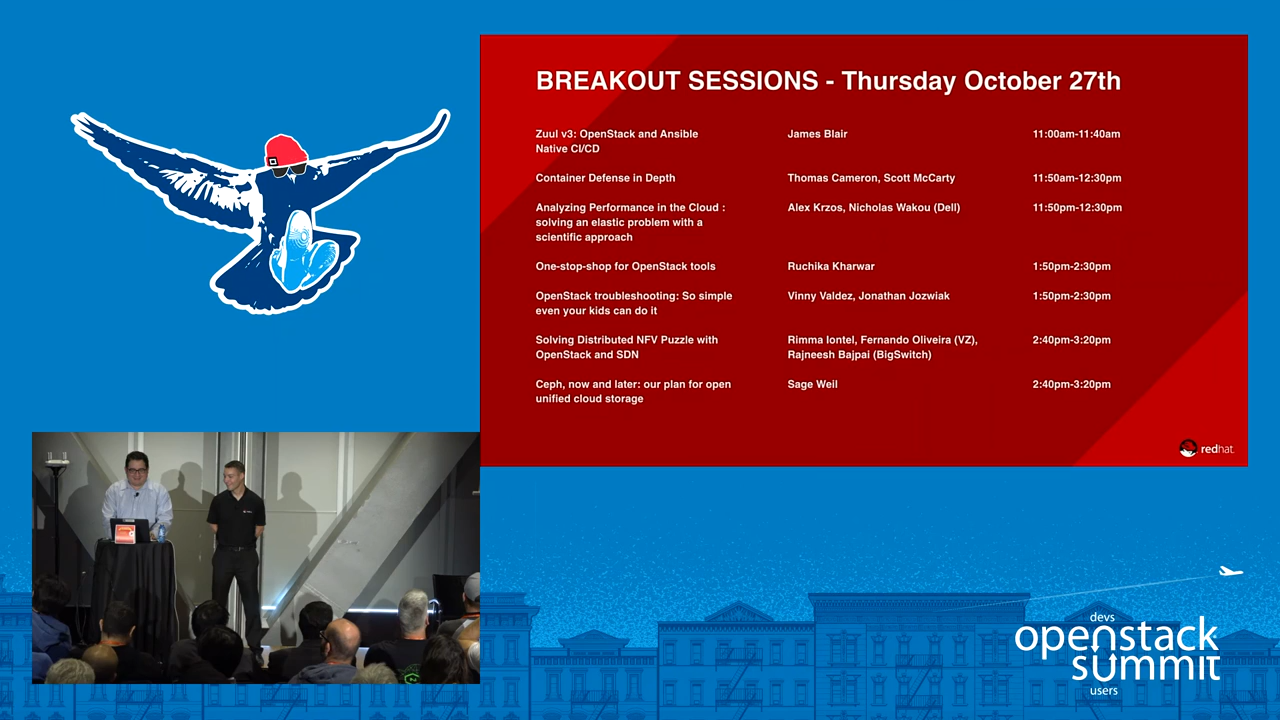 BREAKOUT SESSIONS - Thursday October 27th
Zuul v3: OpenStack and Ansible
Native CI/CD
James Blair
11:00am-11:40am
Container Defense in Depth
Thomas Cameron, Scott McCarty
11:50am-12:30pm
Analyzing Performance in the Cloud :
solving an elastic problem with a
scientific approach
Alex Krzos, Nicholas Wakou (Dell)
11:50pm-12:30pm
One-stop-shop for OpenStack tools
Ruchika Kharwar
1:50pm-2:30pm
OpenStack troubleshooting: So simple
even your kids can do it
Vinny Valdez, Jonathan Jozwiak
1:50pm-2:30pm
Solving Distributed NFV Puzzle with
OpenStack and SDN
Rimma Iontel, Fernando Oliveira (VZ),
Rajneesh Bajpai (BigSwitch)
2:40pm-3:20pm
Ceph, now and later: our plan for open
unified cloud storage
Sage Weil
2:40pm-3:20pm
redhat.
devs
openstack
summit
users